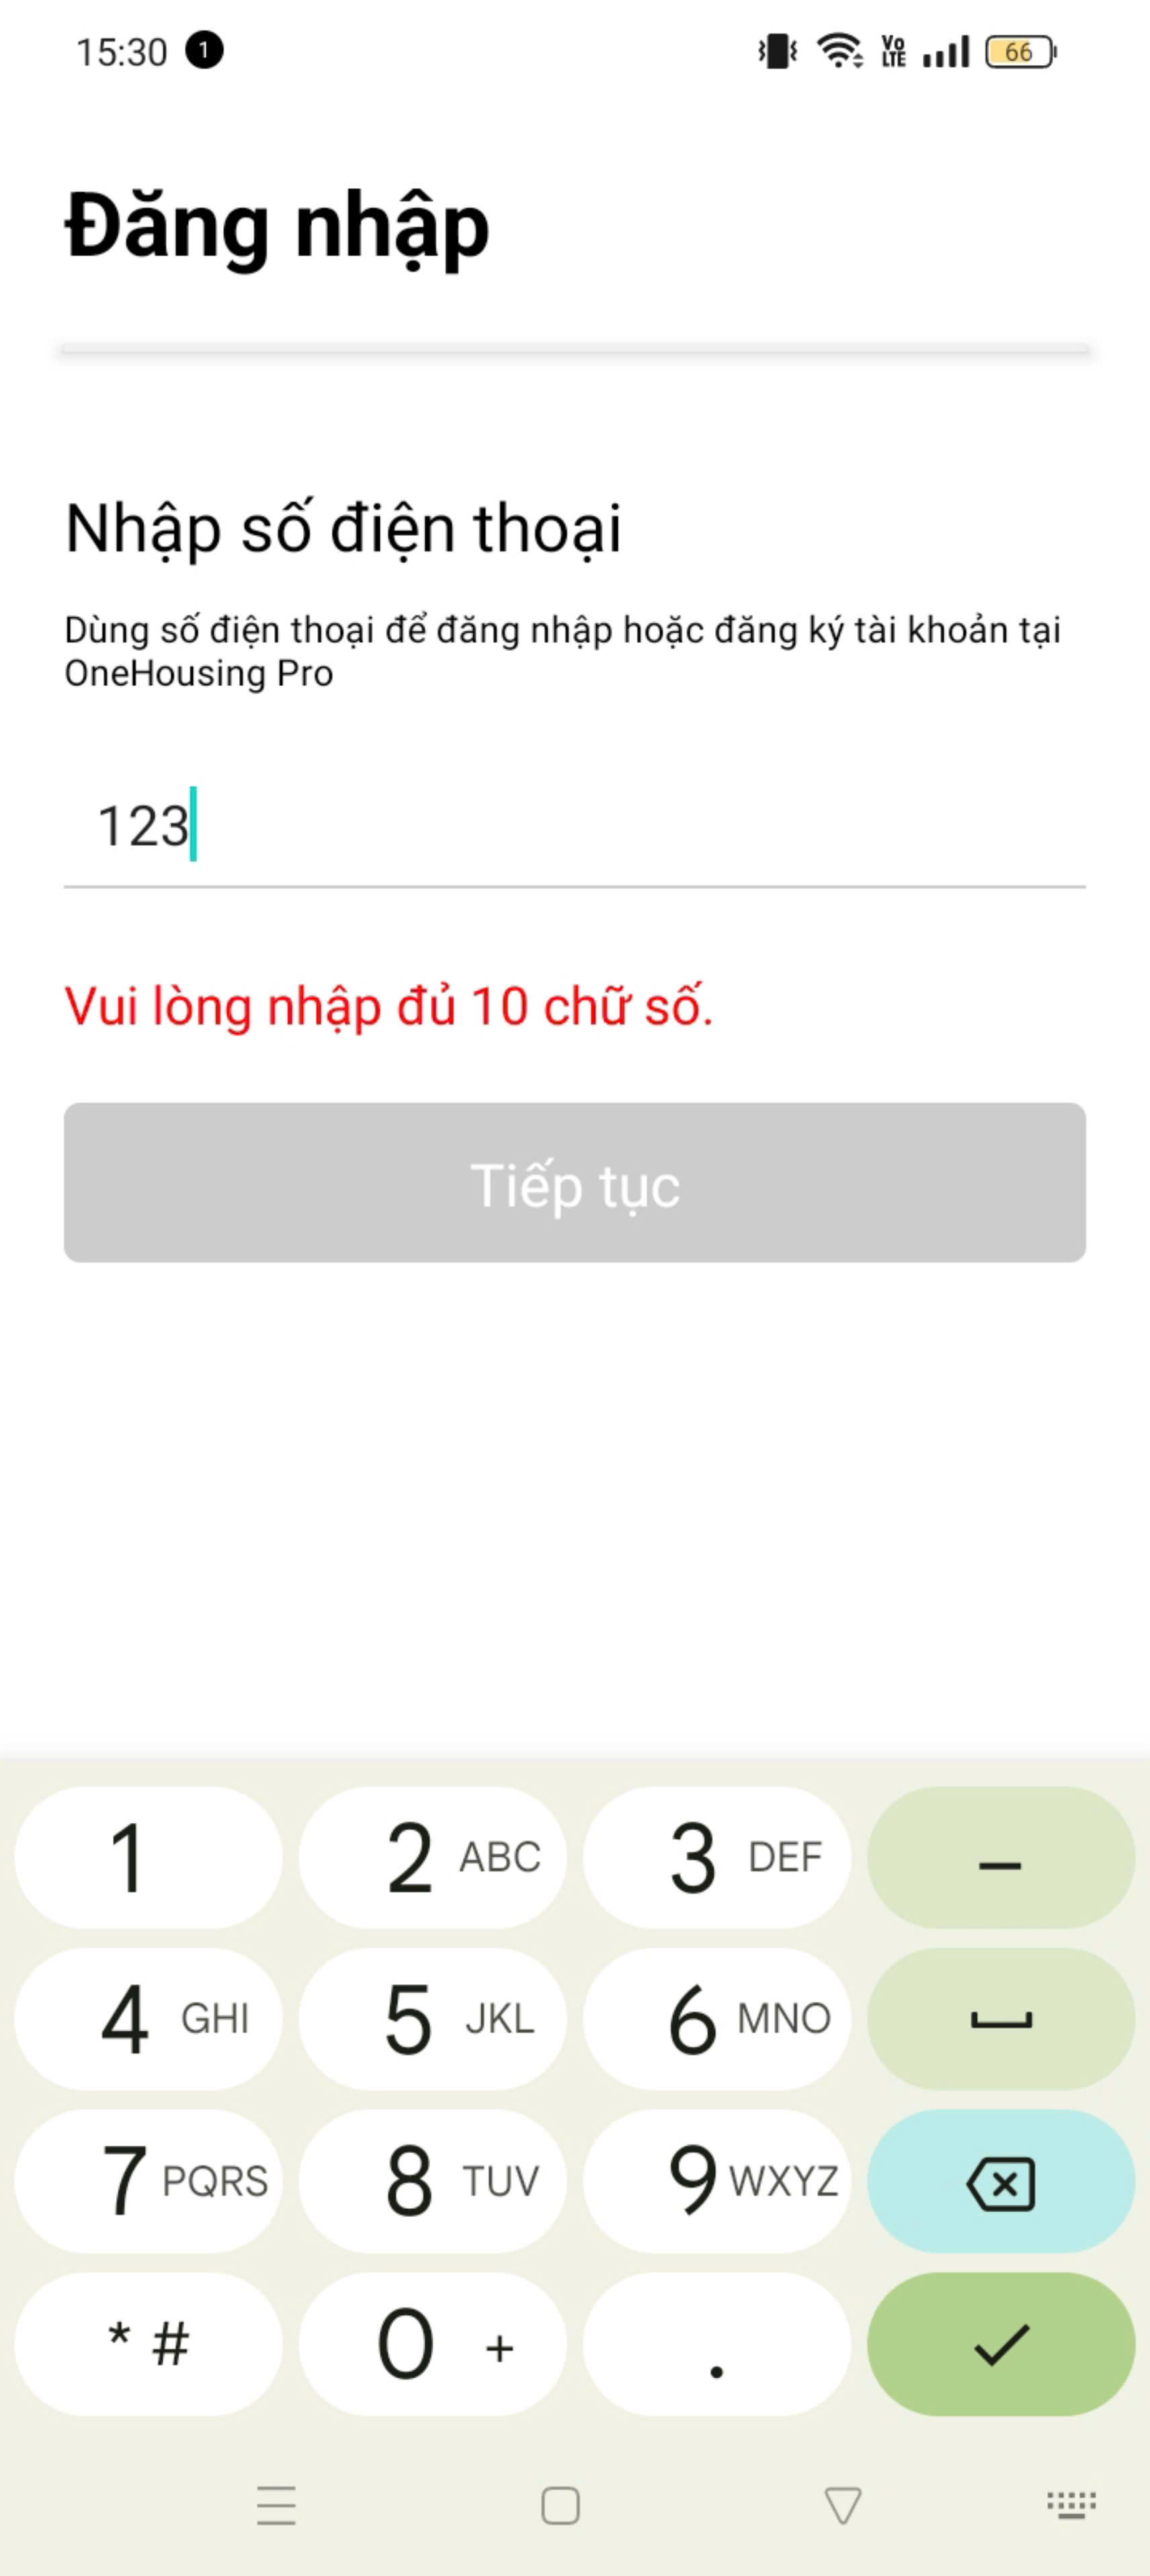 15:30 1
Vo
LTE
66
Đăng nhập
Nhập số điện thoại
Dùng số điện thoại để đăng nhập hoặc đăng ký tài khoản tại
OneHousing Pro
123
Vui lòng nhập đủ 10 chữ số.
Tiếp tục
1 2 ABC 3 DEF –
4 GHI 5 JKL 6 MNO
7 PQRS 8 TUV 9 WXYZ
* # 0 + .